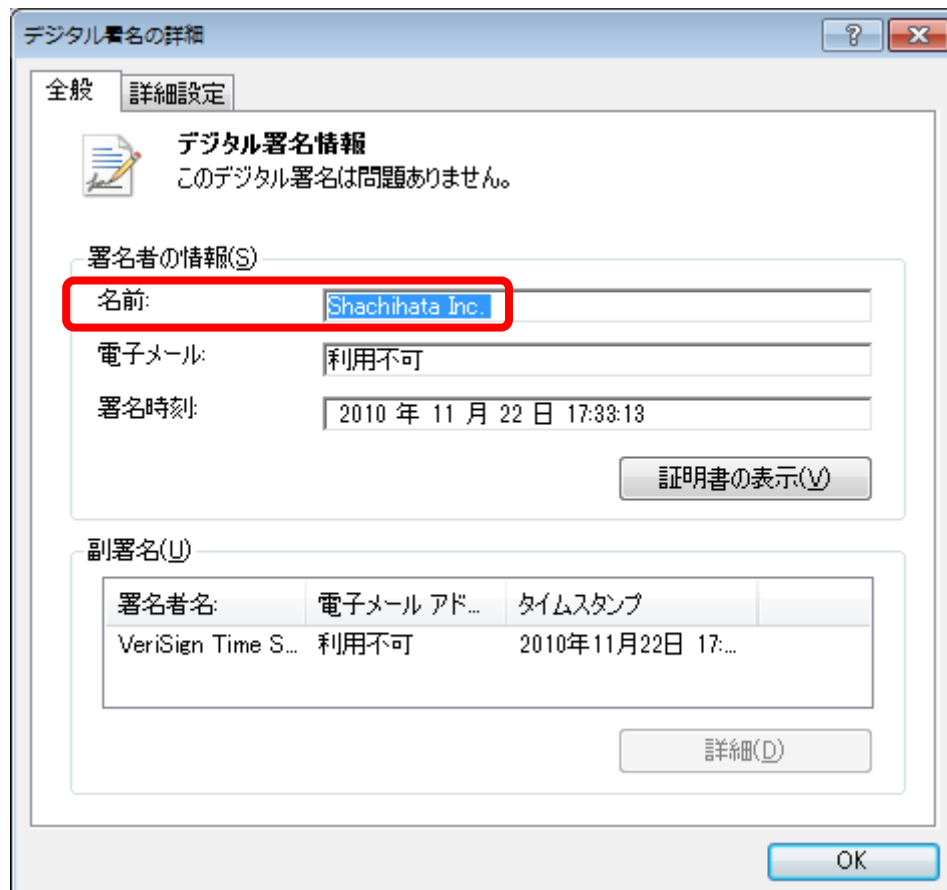 デジタル署名の詳細
全般 詳細設定
デジタル署名情報
このデジタル署名は問題ありません。
署名者の情報(S)
名前: Shachihata Inc.
電子メール: 利用不可
署名時刻: 2010 年 11 月 22 日 17:33:13
証明書の表示(V)
副署名(U)
署名者名: 電子メール アド... タイムスタンプ
VeriSign Time S... 利用不可 2010年11月22日 17:...
詳細(D)
OK